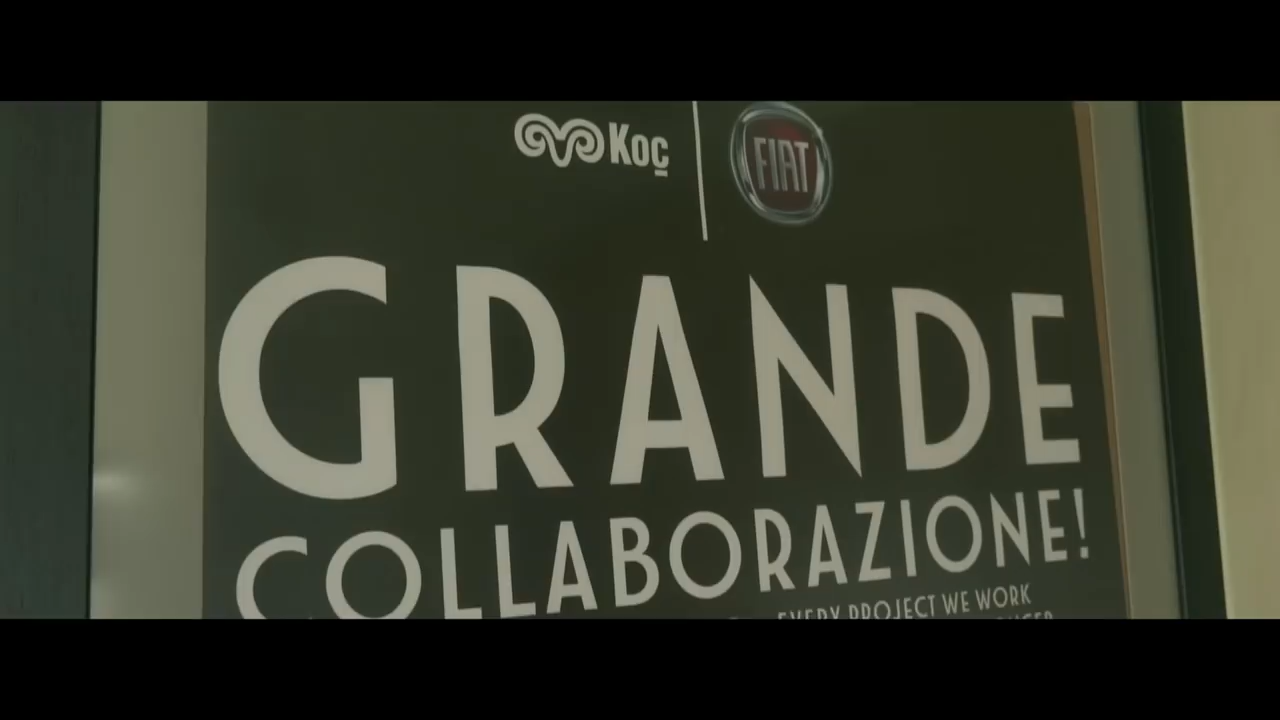 Koç
FIAT
GRANDE
COLLABORAZIONE!
EVERY PROJECT WE WORK